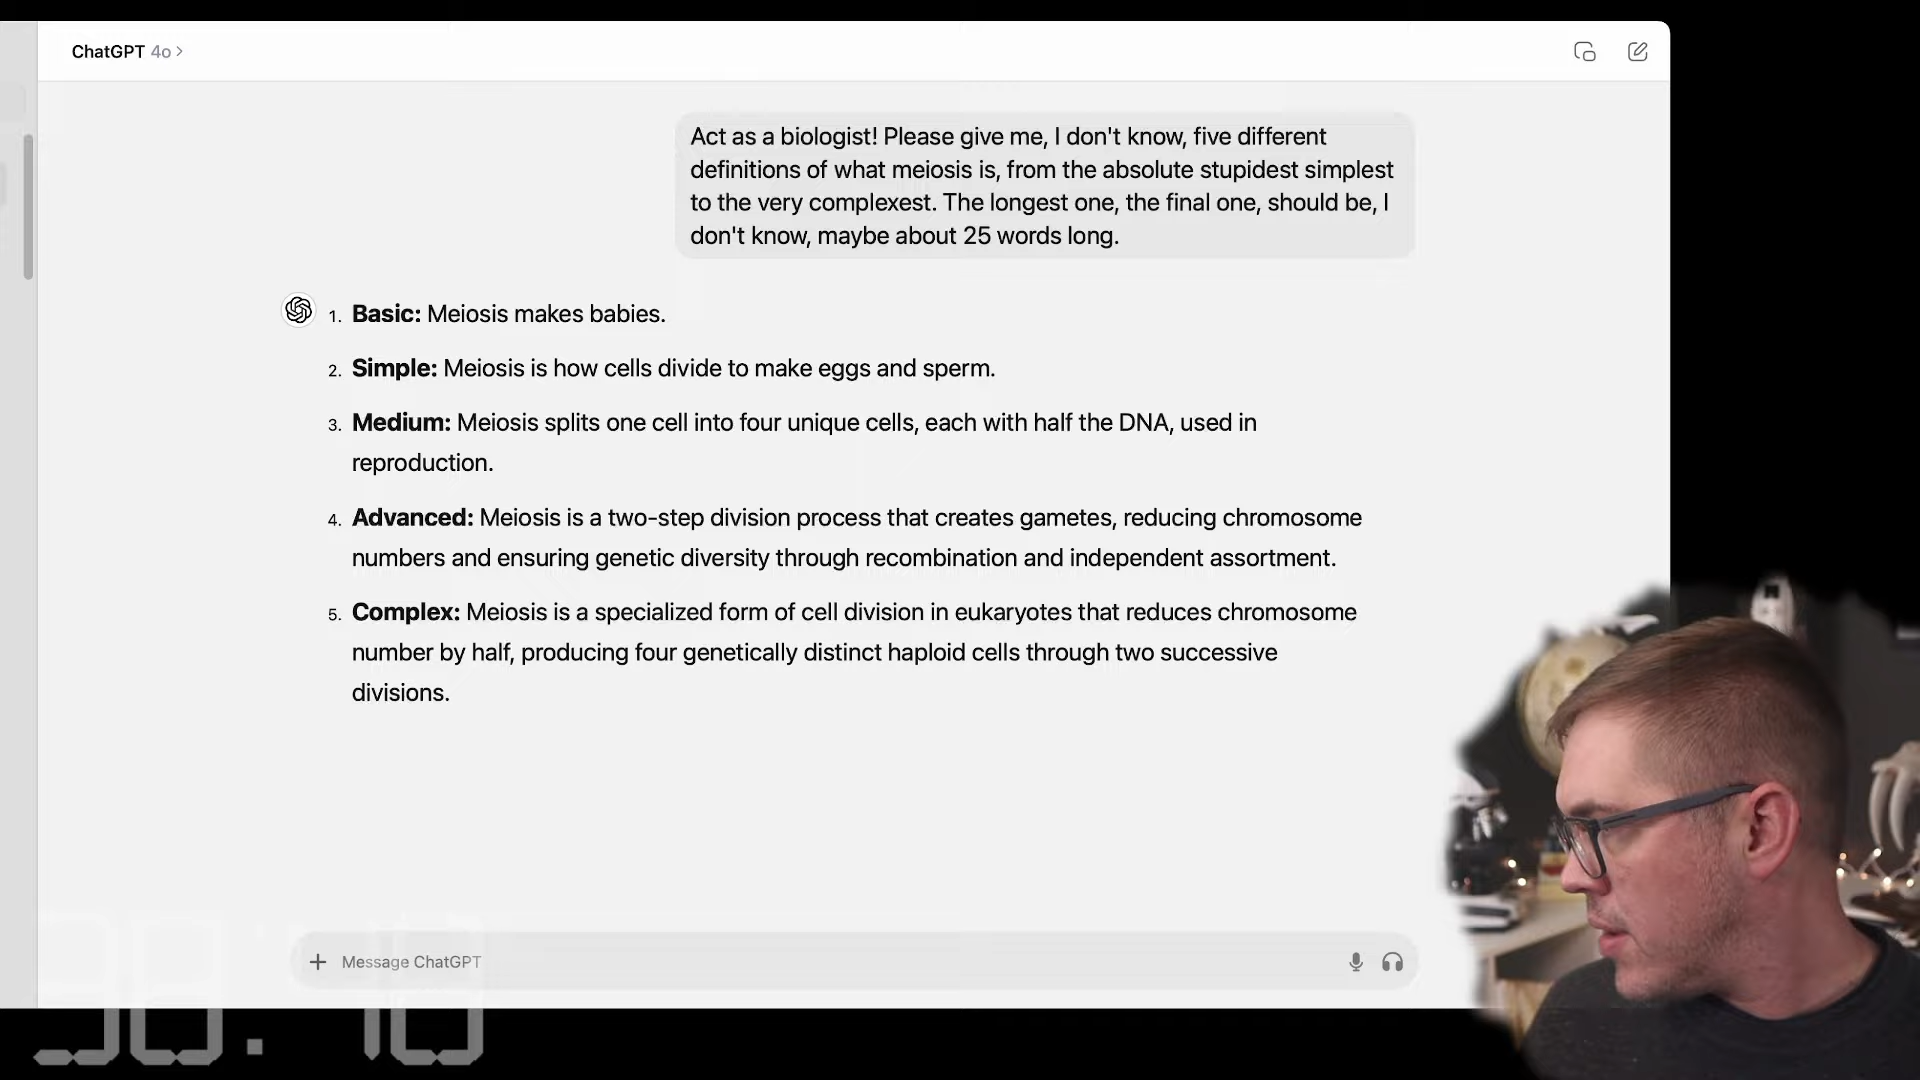 ChatGPT 4o >
Act as a biologist! Please give me, I don't know, five different
definitions of what meiosis is, from the absolute stupidest simplest
to the very complexest. The longest one, the final one, should be, I
don't know, maybe about 25 words long.
1. Basic: Meiosis makes babies.
2. Simple: Meiosis is how cells divide to make eggs and sperm.
3. Medium: Meiosis splits one cell into four unique cells, each with half the DNA, used in
reproduction.
4. Advanced: Meiosis is a two-step division process that creates gametes, reducing chromosome
numbers and ensuring genetic diversity through recombination and independent assortment.
5. Complex: Meiosis is a specialized form of cell division in eukaryotes that reduces chromosome
number by half, producing four genetically distinct haploid cells through two successive
divisions.
Message ChatGPT